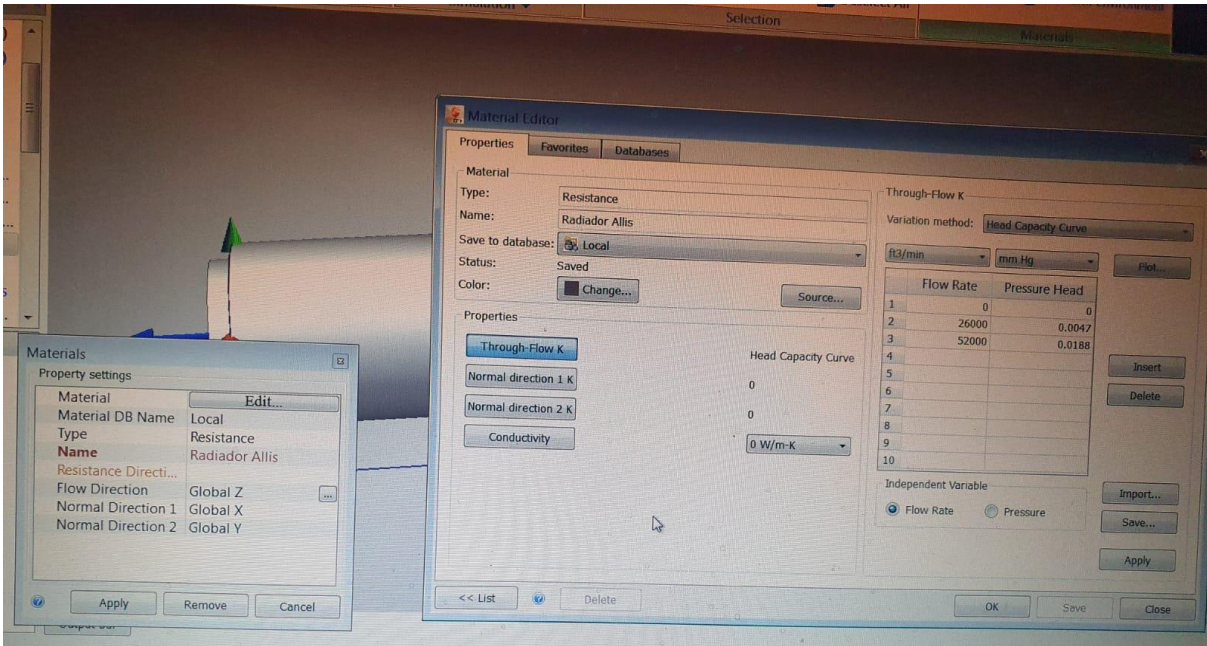 Selection
Materials
Material Editor
Properties
Favorites
Databases
Material
Type:
Resistance
Name:
Radiador Allis
Save to database:
Local
Status:
Saved
Color:
Change...
Source...
Properties
Through-Flow K
Head Capacity Curve
Normal direction 1 K
0
Normal direction 2 K
0
Conductivity
0 W/m-K
Through-Flow K
Variation method:
Head Capacity Curve
ft3/min
mm Hg
Plot...
Flow Rate Pressure Head
1 0 0
2 26000 0.0047
3 52000 0.0188
4
5
6
7
8
9
10
Insert
Delete
Independent Variable
Flow Rate
Pressure
Import...
Save...
Apply
<< List
Delete
OK
Save
Close
Materials
Property settings
Material Edit...
Material DB Name Local
Type Resistance
Name Radiador Allis
Resistance Directi...
Flow Direction Global Z ...
Normal Direction 1 Global X
Normal Direction 2 Global Y
Apply
Remove
Cancel